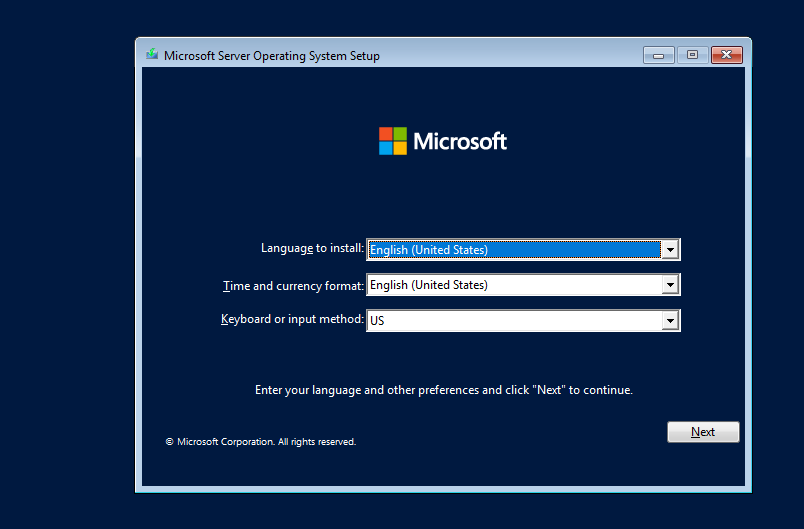 Microsoft Server Operating System Setup
Microsoft
Language to install: English (United States)
Time and currency format: English (United States)
Keyboard or input method: US
Enter your language and other preferences and click "Next" to continue.
Next
© Microsoft Corporation. All rights reserved.